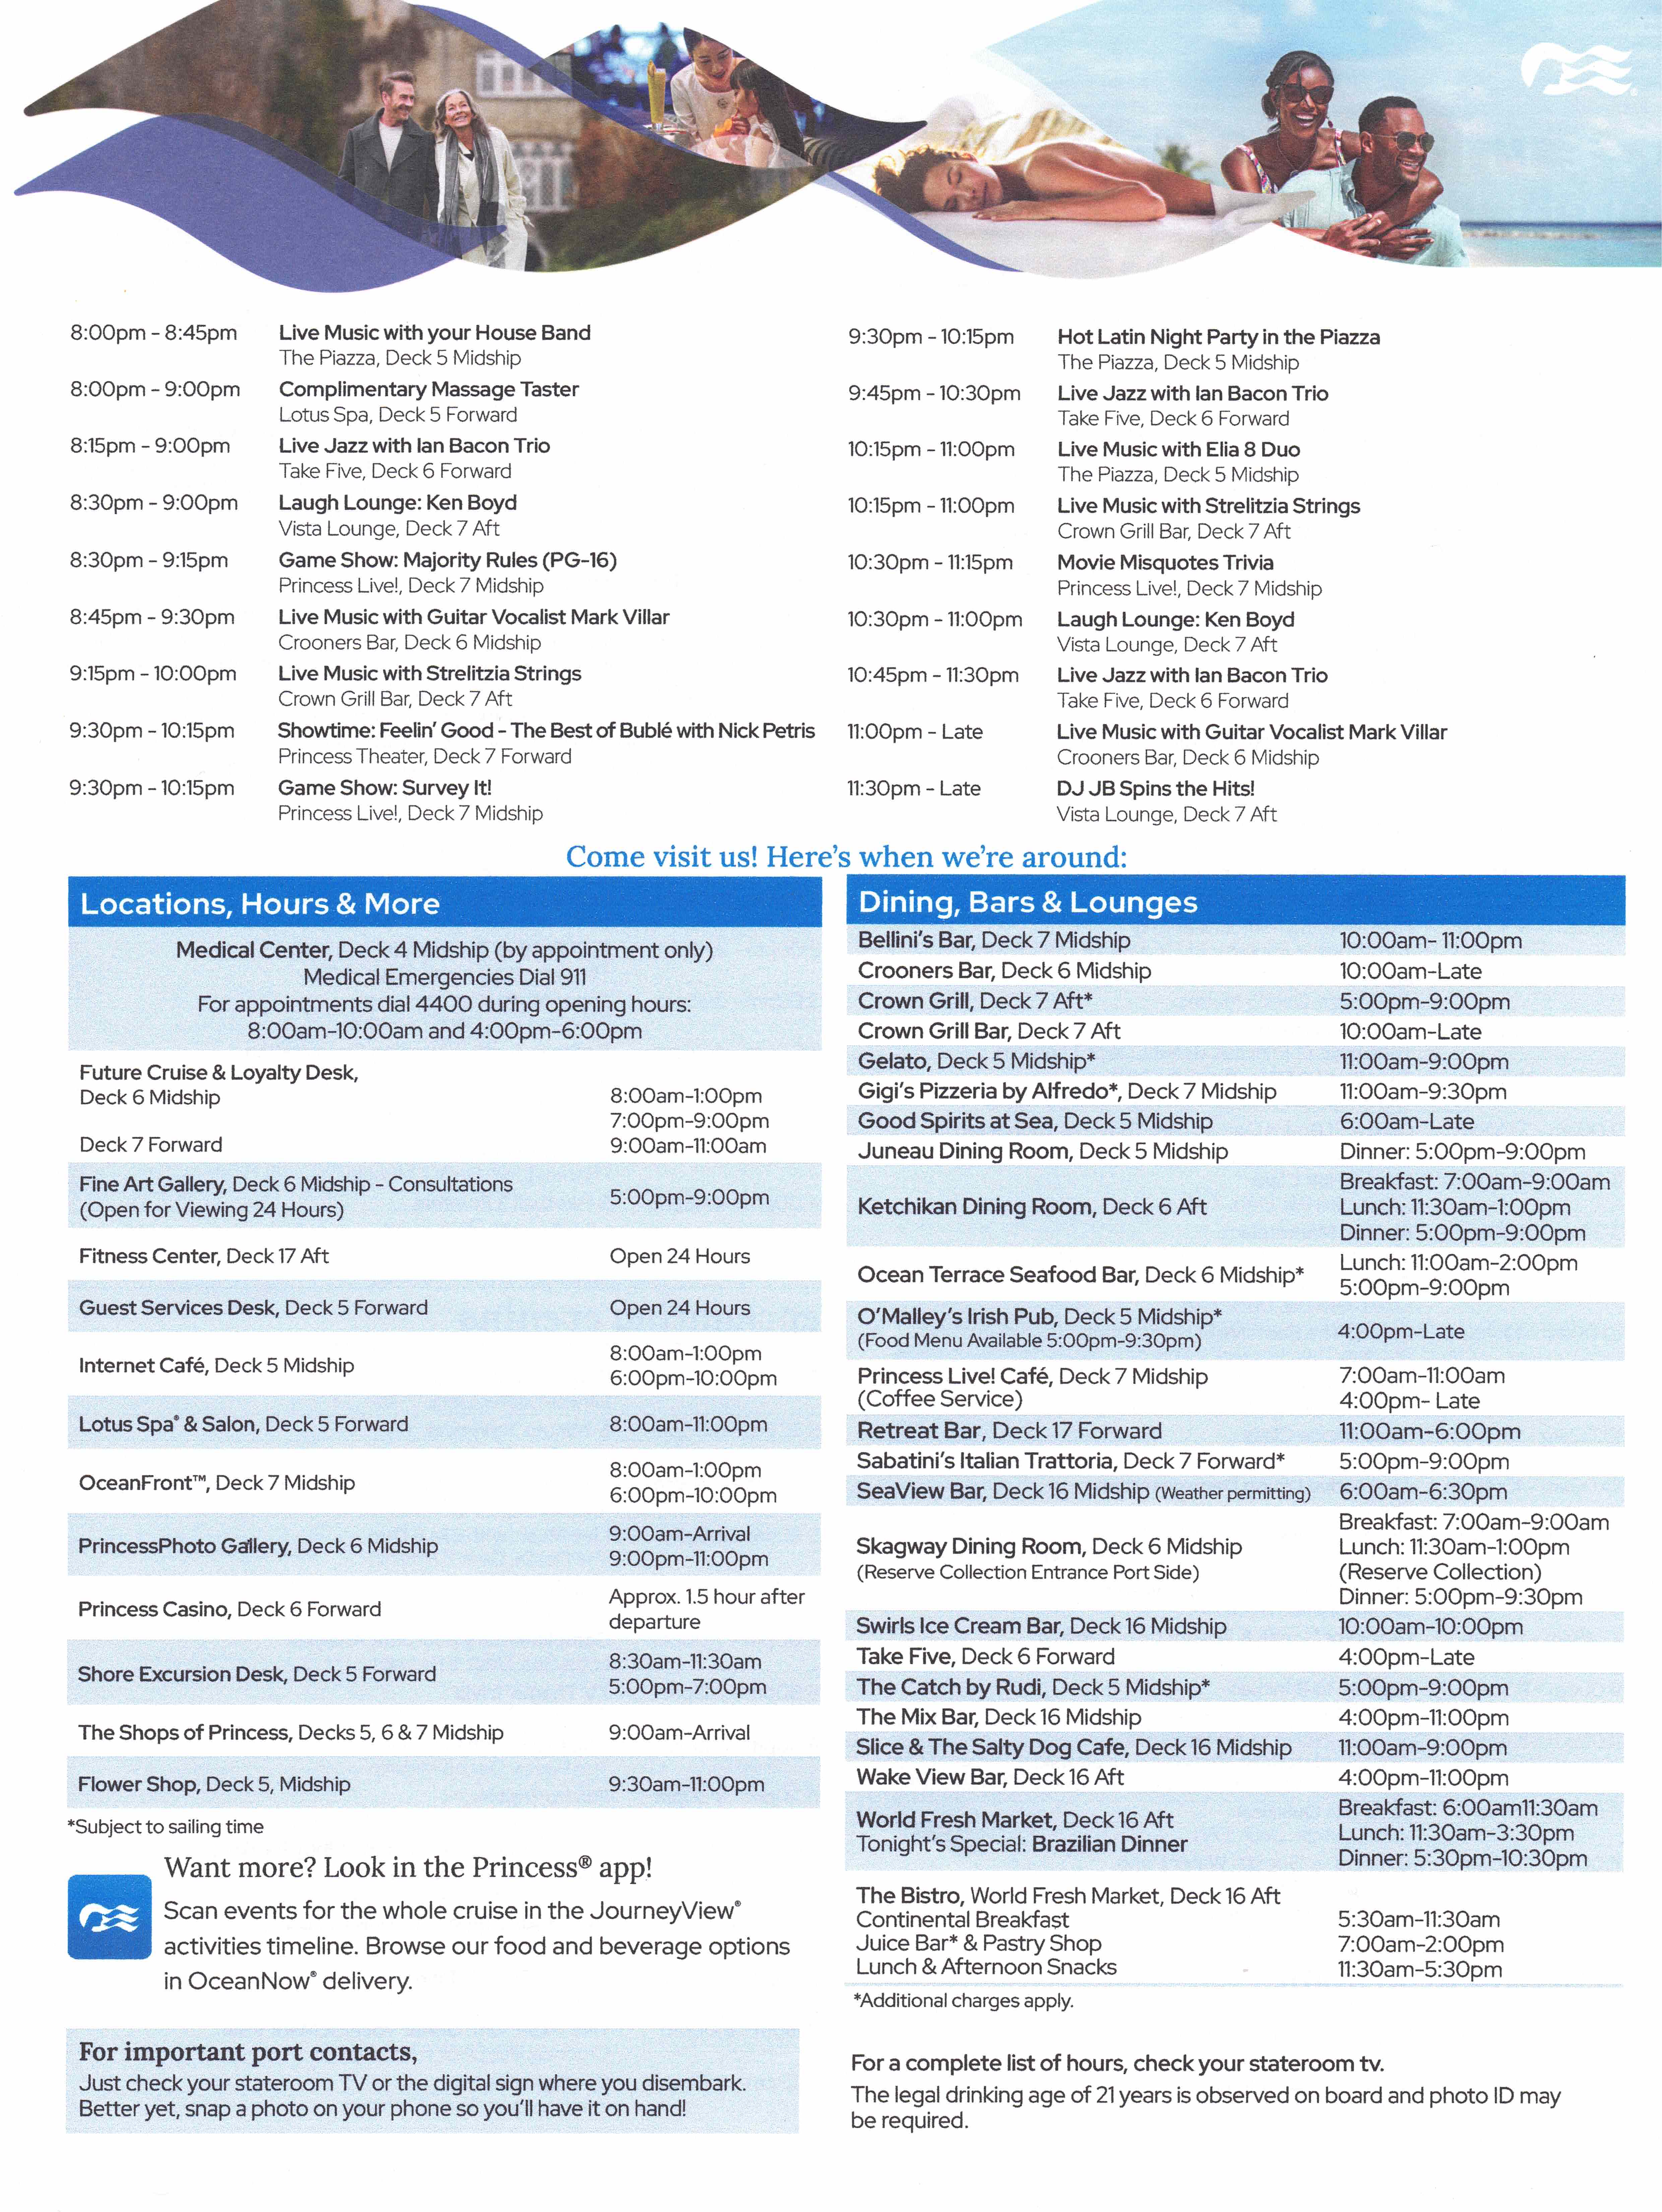 8:00pm - 8:45pm Live Music with your House Band
The Piazza, Deck 5 Midship
8:00pm - 9:00pm Complimentary Massage Taster
Lotus Spa, Deck 5 Forward
8:15pm - 9:00pm Live Jazz with Ian Bacon Trio
Take Five, Deck 6 Forward
8:30pm - 9:00pm Laugh Lounge: Ken Boyd
Vista Lounge, Deck 7 Aft
8:30pm - 9:15pm Game Show: Majority Rules (PG-16)
Princess Live!, Deck 7 Midship
8:45pm - 9:30pm Live Music with Guitar Vocalist Mark Villar
Crooners Bar, Deck 6 Midship
9:15pm - 10:00pm Live Music with Strelitzia Strings
Crown Grill Bar, Deck 7 Aft
9:30pm - 10:15pm Showtime: Feelin' Good - The Best of Bublé with Nick Petris
Princess Theater, Deck 7 Forward
9:30pm - 10:15pm Game Show: Survey It!
Princess Live!, Deck 7 Midship
9:30pm - 10:15pm Hot Latin Night Party in the Piazza
The Piazza, Deck 5 Midship
9:45pm - 10:30pm Live Jazz with Ian Bacon Trio
Take Five, Deck 6 Forward
10:15pm - 11:00pm Live Music with Elia 8 Duo
The Piazza, Deck 5 Midship
10:15pm - 11:00pm Live Music with Strelitzia Strings
Crown Grill Bar, Deck 7 Aft
10:30pm - 11:15pm Movie Misquotes Trivia
Princess Live!, Deck 7 Midship
10:30pm - 11:00pm Laugh Lounge: Ken Boyd
Vista Lounge, Deck 7 Aft
10:45pm - 11:30pm Live Jazz with Ian Bacon Trio
Take Five, Deck 6 Forward
11:00pm - Late Live Music with Guitar Vocalist Mark Villar
Crooners Bar, Deck 6 Midship
11:30pm - Late DJ JB Spins the Hits!
Vista Lounge, Deck 7 Aft
Come visit us! Here's when we're around:
Locations, Hours & More
Medical Center, Deck 4 Midship (by appointment only)
Medical Emergencies Dial 911
For appointments dial 4400 during opening hours:
8:00am-10:00am and 4:00pm-6:00pm
Future Cruise & Loyalty Desk,
Deck 6 Midship 8:00am-1:00pm
7:00pm-9:00pm
Deck 7 Forward 9:00am-11:00am
Fine Art Gallery, Deck 6 Midship - Consultations
(Open for Viewing 24 Hours) 5:00pm-9:00pm
Fitness Center, Deck 17 Aft Open 24 Hours
Guest Services Desk, Deck 5 Forward Open 24 Hours
Internet Café, Deck 5 Midship 8:00am-1:00pm
6:00pm-10:00pm
Lotus Spa® & Salon, Deck 5 Forward 8:00am-11:00pm
OceanFront™, Deck 7 Midship 8:00am-1:00pm
6:00pm-10:00pm
PrincessPhoto Gallery, Deck 6 Midship 9:00am-Arrival
9:00pm-11:00pm
Princess Casino, Deck 6 Forward Approx. 1.5 hour after
departure
Shore Excursion Desk, Deck 5 Forward 8:30am-11:30am
5:00pm-7:00pm
The Shops of Princess, Decks 5, 6 & 7 Midship 9:00am-Arrival
Flower Shop, Deck 5, Midship 9:30am-11:00pm
*Subject to sailing time
Want more? Look in the Princess® app!
Scan events for the whole cruise in the JourneyView®
activities timeline. Browse our food and beverage options
in OceanNow® delivery.
For important port contacts,
Just check your stateroom TV or the digital sign where you disembark.
Better yet, snap a photo on your phone so you'll have it on hand!
Dining, Bars & Lounges
Bellini's Bar, Deck 7 Midship 10:00am- 11:00pm
Crooners Bar, Deck 6 Midship 10:00am-Late
Crown Grill, Deck 7 Aft* 5:00pm-9:00pm
Crown Grill Bar, Deck 7 Aft 10:00am-Late
Gelato, Deck 5 Midship* 11:00am-9:00pm
Gigi's Pizzeria by Alfredo*, Deck 7 Midship 11:00am-9:30pm
Good Spirits at Sea, Deck 5 Midship 6:00am-Late
Juneau Dining Room, Deck 5 Midship Dinner: 5:00pm-9:00pm
Ketchikan Dining Room, Deck 6 Aft Breakfast: 7:00am-9:00am
Lunch: 11:30am-1:00pm
Dinner: 5:00pm-9:00pm
Ocean Terrace Seafood Bar, Deck 6 Midship* Lunch: 11:00am-2:00pm
5:00pm-9:00pm
O'Malley's Irish Pub, Deck 5 Midship*
(Food Menu Available 5:00pm-9:30pm) 4:00pm-Late
Princess Live! Café, Deck 7 Midship 7:00am-11:00am
(Coffee Service) 4:00pm- Late
Retreat Bar, Deck 17 Forward 11:00am-6:00pm
Sabatini's Italian Trattoria, Deck 7 Forward* 5:00pm-9:00pm
SeaView Bar, Deck 16 Midship (Weather permitting) 6:00am-6:30pm
Breakfast: 7:00am-9:00am
Skagway Dining Room, Deck 6 Midship Lunch: 11:30am-1:00pm
(Reserve Collection Entrance Port Side) (Reserve Collection)
Dinner: 5:00pm-9:30pm
Swirls Ice Cream Bar, Deck 16 Midship 10:00am-10:00pm
Take Five, Deck 6 Forward 4:00pm-Late
The Catch by Rudi, Deck 5 Midship* 5:00pm-9:00pm
The Mix Bar, Deck 16 Midship 4:00pm-11:00pm
Slice & The Salty Dog Cafe, Deck 16 Midship 11:00am-9:00pm
Wake View Bar, Deck 16 Aft 4:00pm-11:00pm
Breakfast: 6:00am11:30am
World Fresh Market, Deck 16 Aft Lunch: 11:30am-3:30pm
Tonight's Special: Brazilian Dinner Dinner: 5:30pm-10:30pm
The Bistro, World Fresh Market, Deck 16 Aft
Continental Breakfast 5:30am-11:30am
Juice Bar* & Pastry Shop 7:00am-2:00pm
Lunch & Afternoon Snacks 11:30am-5:30pm
*Additional charges apply.
For a complete list of hours, check your stateroom tv.
The legal drinking age of 21 years is observed on board and photo ID may
be required.